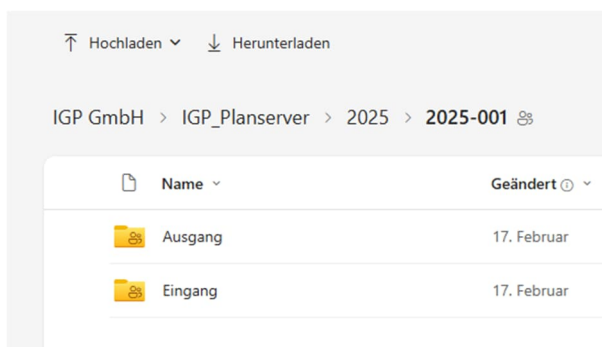 Hochladen Herunterladen
IGP GmbH > IGP_Planserver > 2025 > 2025-001
Name Geändert
Ausgang 17. Februar
Eingang 17. Februar